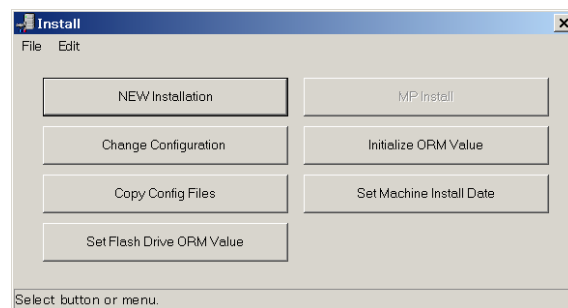 Install
File Edit
NEW Installation
MP Install
Change Configuration
Initialize ORM Value
Copy Config Files
Set Machine Install Date
Set Flash Drive ORM Value
Select button or menu.